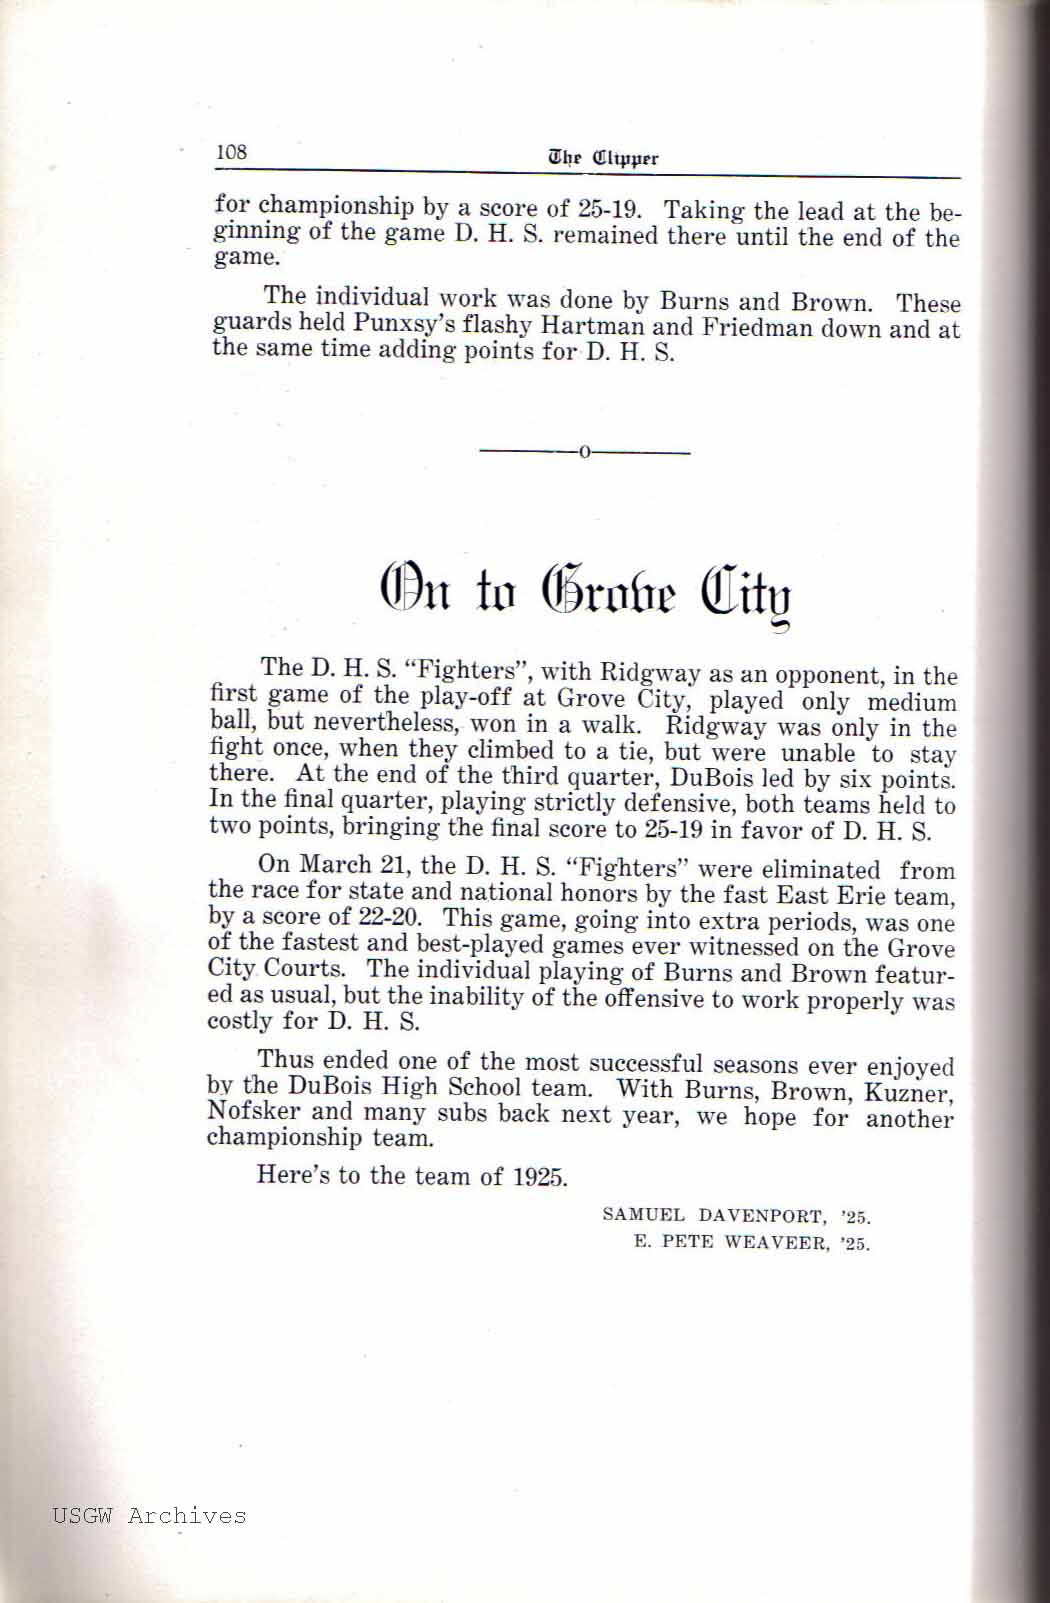 108
The Clipper
for championship by a score of 25-19. Taking the lead at the be-
ginning of the game D. H. S. remained there until the end of the
game.
The individual work was done by Burns and Brown. These
guards held Punxsy's flashy Hartman and Friedman down and at
the same time adding points for D. H. S.
o
On to Grove City
The D. H. S. "Fighters", with Ridgway as an opponent, in the
first game of the play-off at Grove City, played only medium
ball, but nevertheless, won in a walk. Ridgway was only in the
fight once, when they climbed to a tie, but were unable to stay
there. At the end of the third quarter, DuBois led by six points.
In the final quarter, playing strictly defensive, both teams held to
two points, bringing the final score to 25-19 in favor of D. H. S.
On March 21, the D. H. S. "Fighters" were eliminated from
the race for state and national honors by the fast East Erie team,
by a score of 22-20. This game, going into extra periods, was one
of the fastest and best-played games ever witnessed on the Grove
City Courts. The individual playing of Burns and Brown featur-
ed as usual, but the inability of the offensive to work properly was
costly for D. H. S.
Thus ended one of the most successful seasons ever enjoyed
by the DuBois High School team. With Burns, Brown, Kuzner,
Nofsker and many subs back next year, we hope for another
championship team.
Here's to the team of 1925.
SAMUEL DAVENPORT, '25.
E. PETE WEAVEER, '25.
USGW Archives